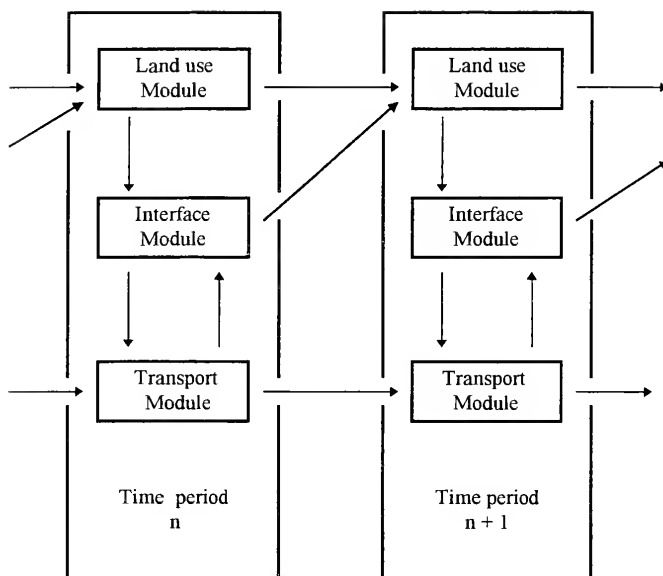 Land use
Module
Land use
Module
Interface
Module
Interface
Module
Transport
Module
Transport
Module
Time period
n
Time period
n + 1